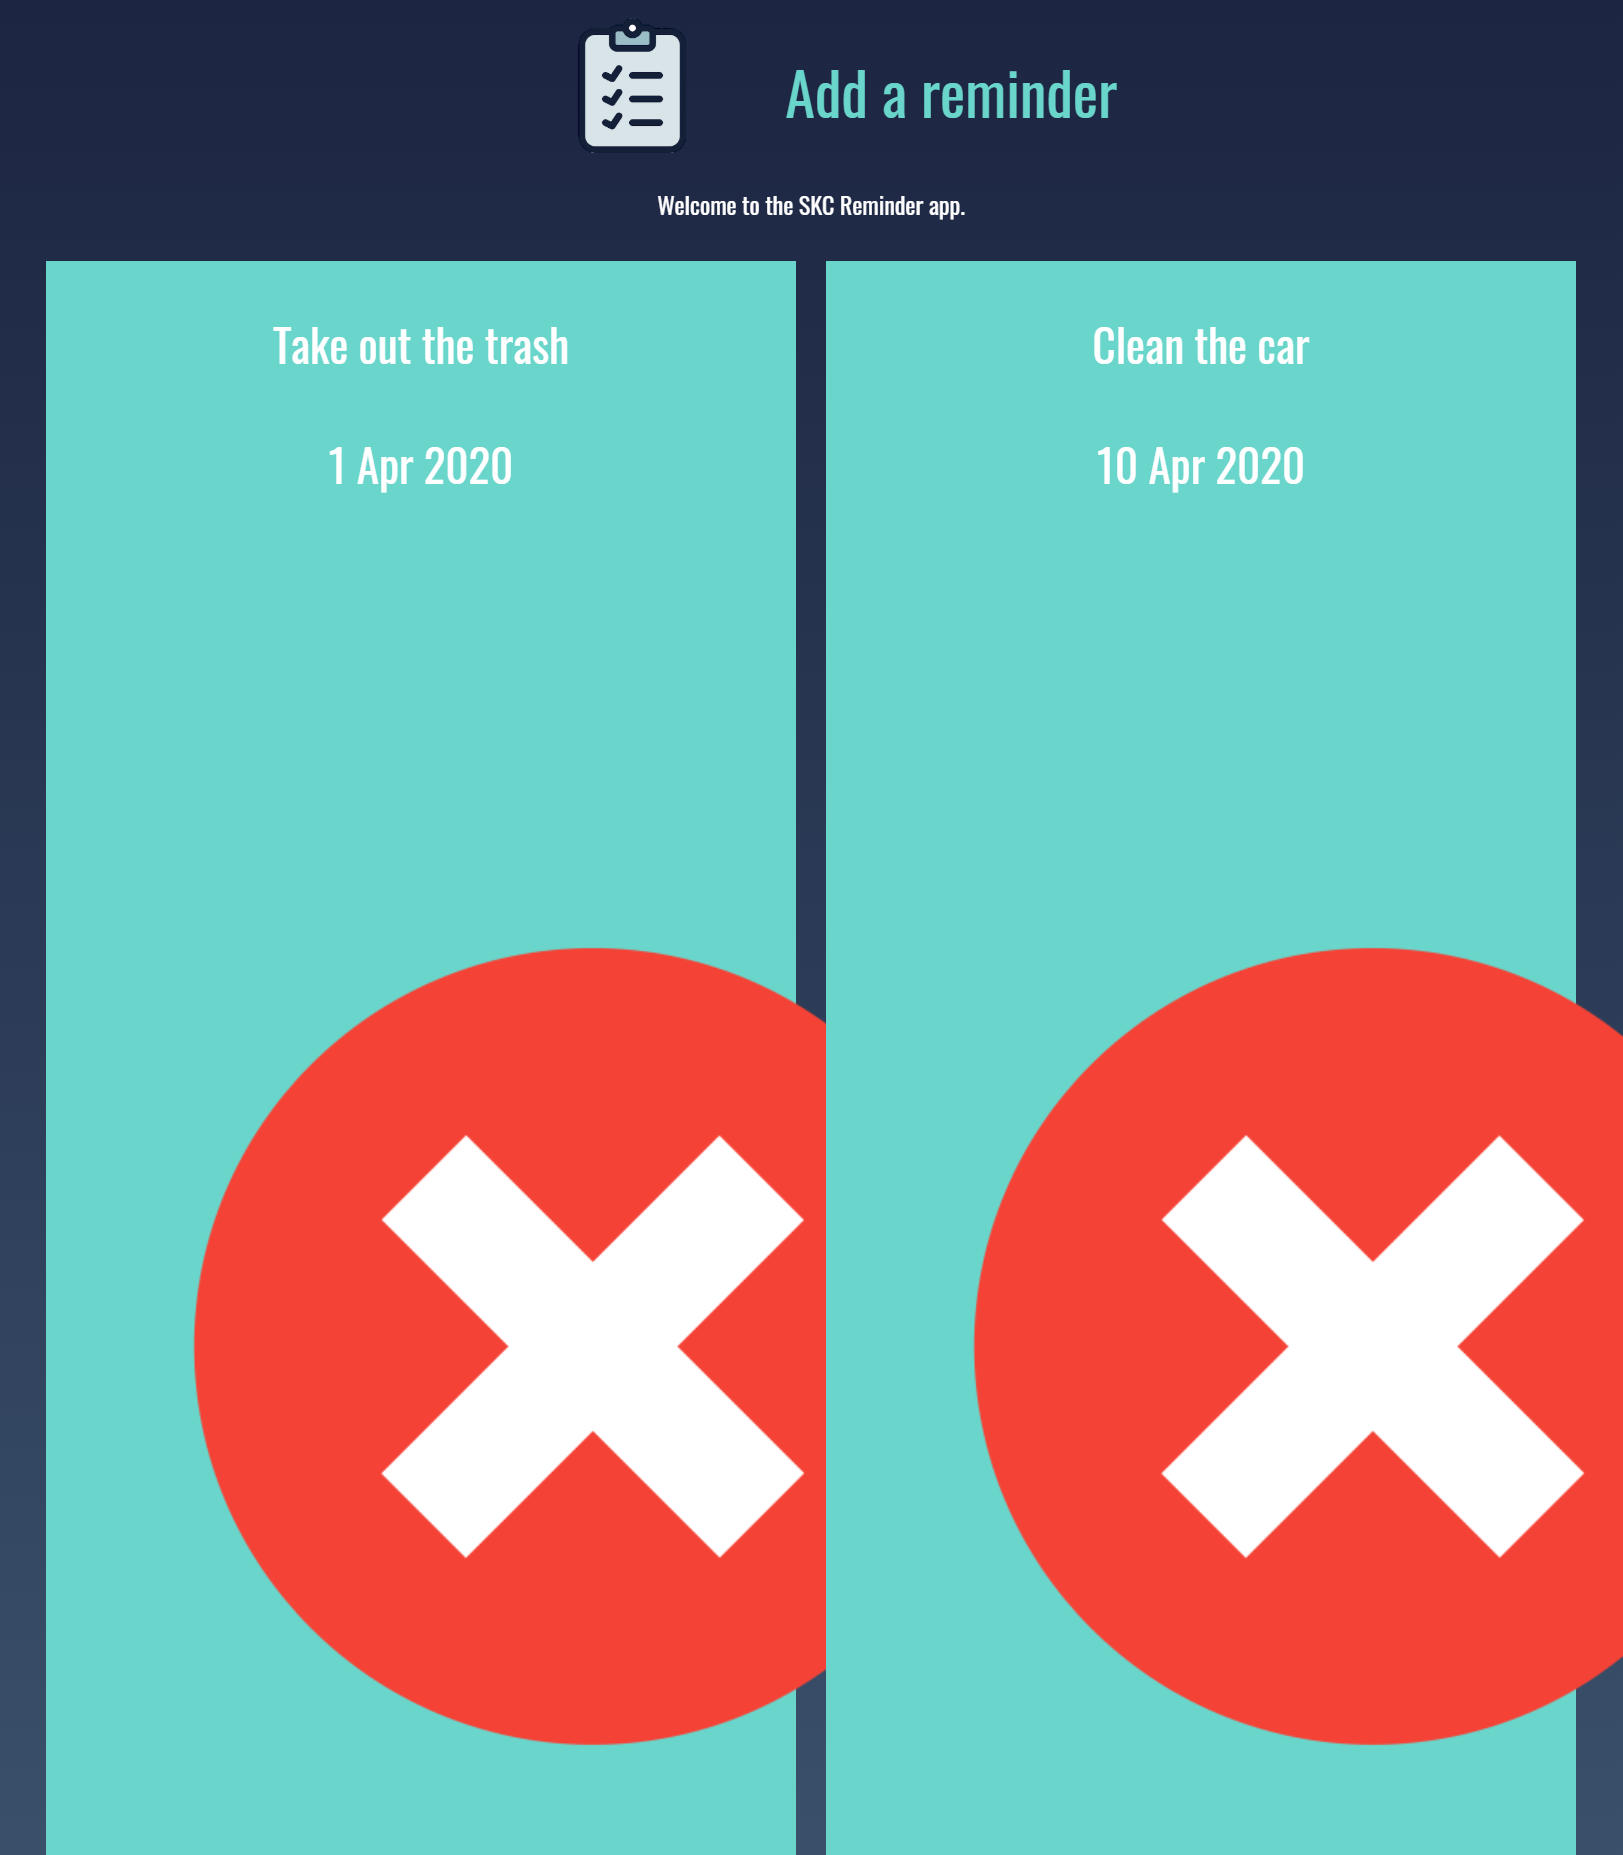 Add a reminder
Welcome to the SKC Reminder app.
Take out the trash
1 Apr 2020
Clean the car
10 Apr 2020